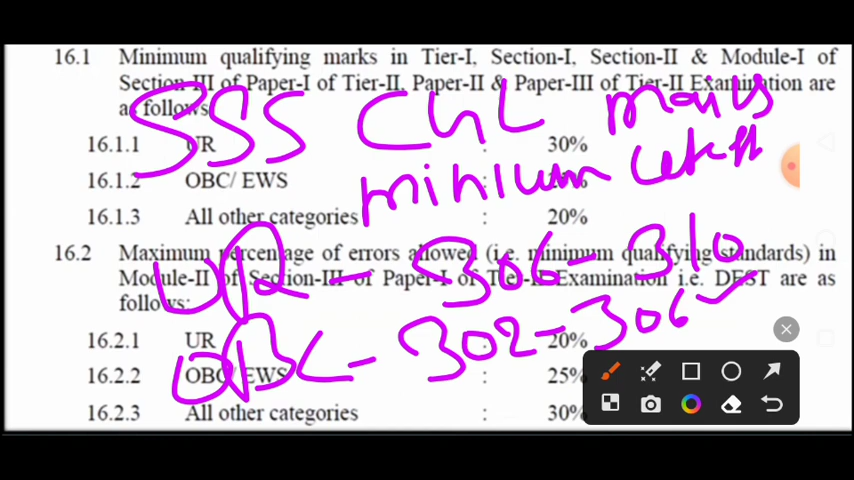 16.1 Minimum qualifying marks in Tier-I, Section-I, Section-II & Module-I of
Section-III of Paper-I of Tier-II, Paper-II & Paper-III of Tier-II Examination are
as follows
SSS CGL marks
16.1.1 UR : 30%
minium cutoff
16.1.2 OBC/ EWS :
16.1.3 All other categories : 20%
16.2 Maximum percentage of errors allowed (i.e. minimum qualifying standards) in
UR - 306 - 310
Module-II of Section-III of Paper-I of Tier-II Examination i.e. DEST are as
follows:
16.2.1 UR : 20%
OBC - 302 - 306
16.2.2 OBC/ EWS : 25%
16.2.3 All other categories : 30%